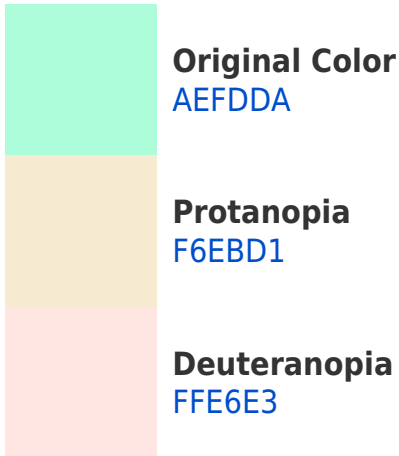 Original Color
AEFDDA
Protanopia
F6EBD1
Deuteranopia
FFE6E3